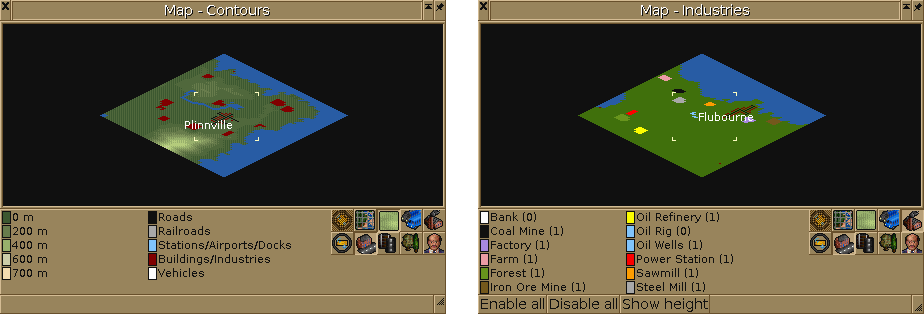 Map - Contours
Plinnville
0 m
200 m
400 m
600 m
700 m
Roads
Railroads
Stations/Airports/Docks
Buildings/Industries
Vehicles
Map - Industries
Flubourne
Bank (0)
Coal Mine (1)
Factory (1)
Farm (1)
Forest (1)
Iron Ore Mine (1)
Oil Refinery (1)
Oil Rig (0)
Oil Wells (1)
Power Station (1)
Sawmill (1)
Steel Mill (1)
Enable all Disable all Show height